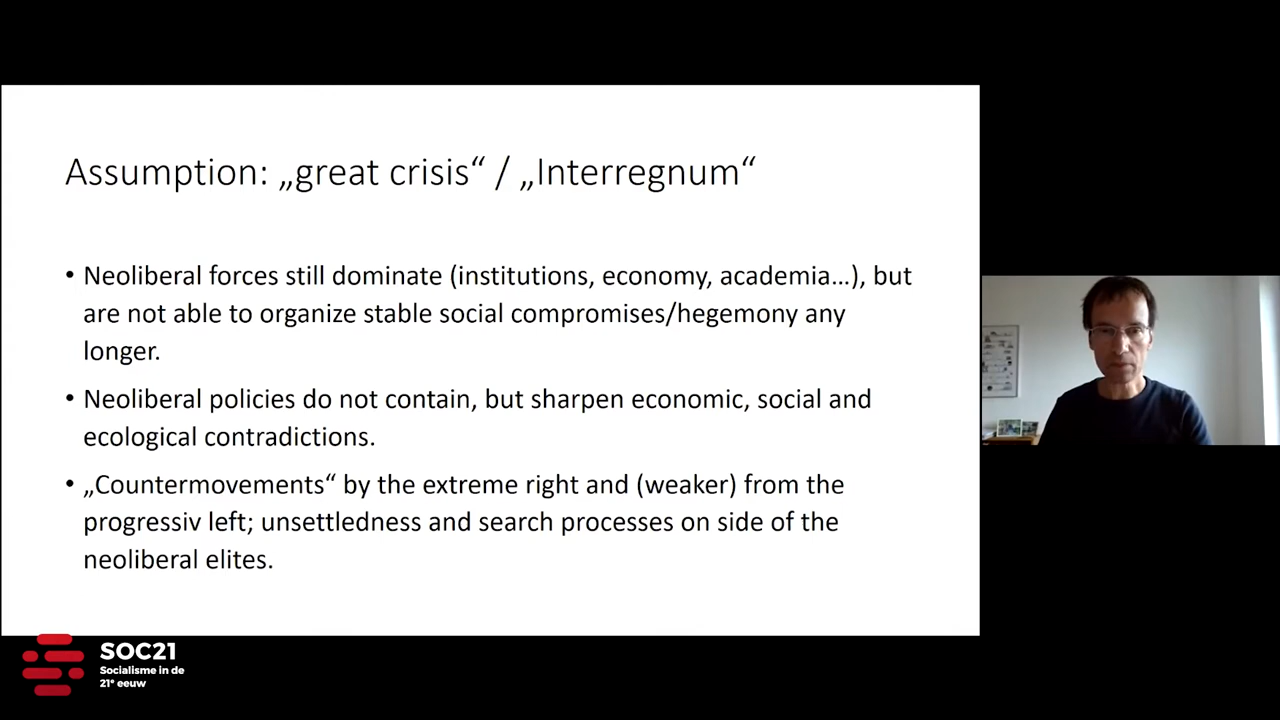 Assumption: „great crisis“ / „Interregnum“
• Neoliberal forces still dominate (institutions, economy, academia…), but
are not able to organize stable social compromises/hegemony any
longer.
• Neoliberal policies do not contain, but sharpen economic, social and
ecological contradictions.
• „Countermovements“ by the extreme right and (weaker) from the
progressiv left; unsettledness and search processes on side of the
neoliberal elites.
SOC21
Socialisme in de
21e eeuw